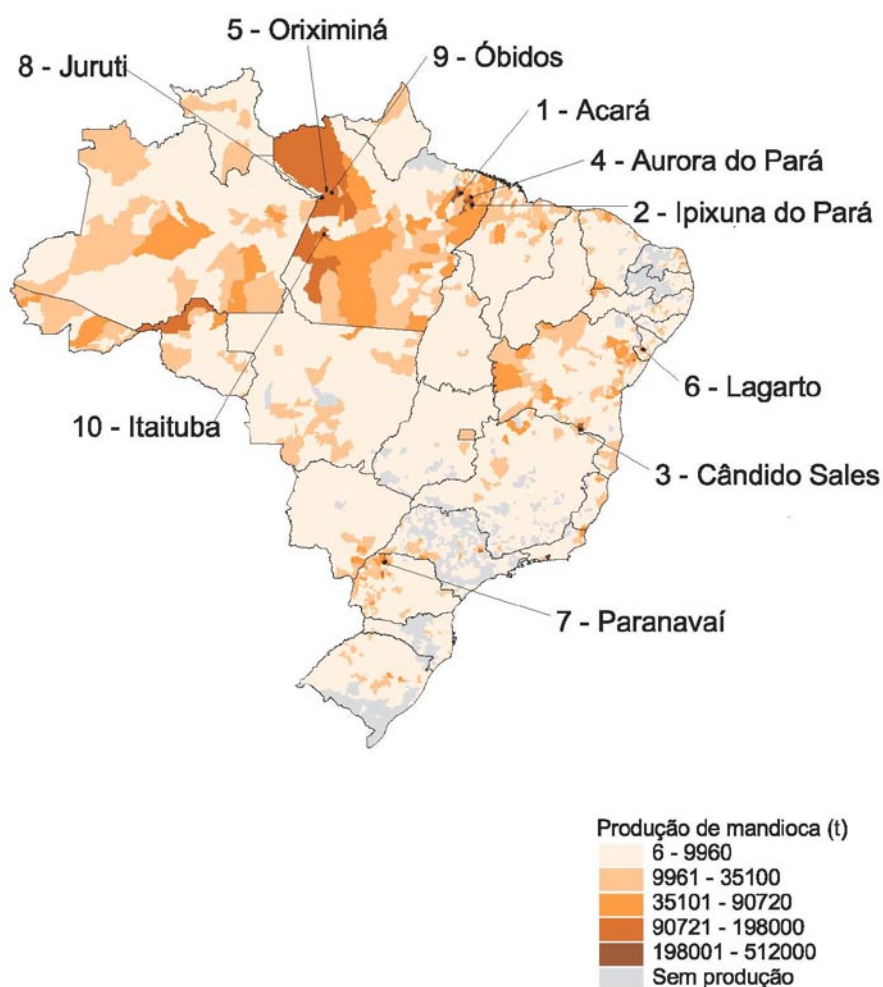 5 - Oriximiná
8 - Juruti
9 - Óbidos
1 - Acará
4 - Aurora do Pará
2 - Ipixuna do Pará
6 - Lagarto
10 - Itaituba
3 - Cândido Sales
7 - Paranavaí
Produção de mandioca (t)
6 - 9960
9961 - 35100
35101 - 90720
90721 - 198000
198001 - 512000
Sem produção